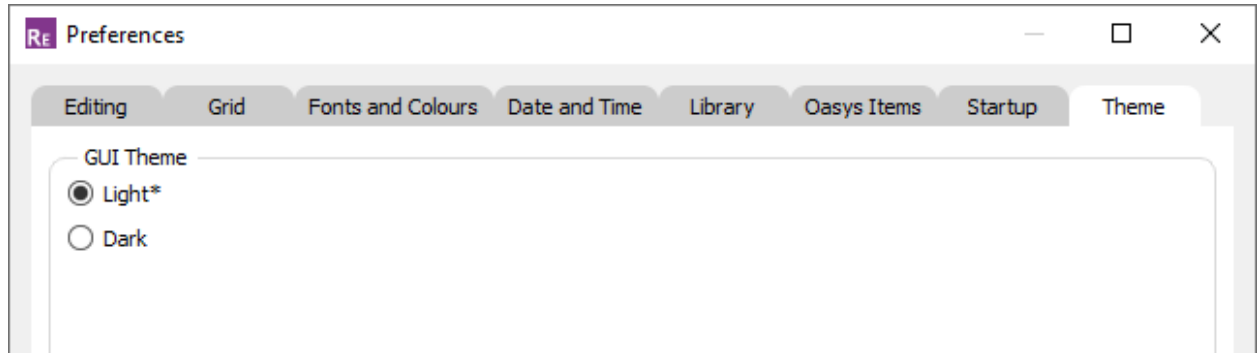 RE Preferences
Editing Grid Fonts and Colours Date and Time Library Oasys Items Startup Theme
GUI Theme
Light*
Dark